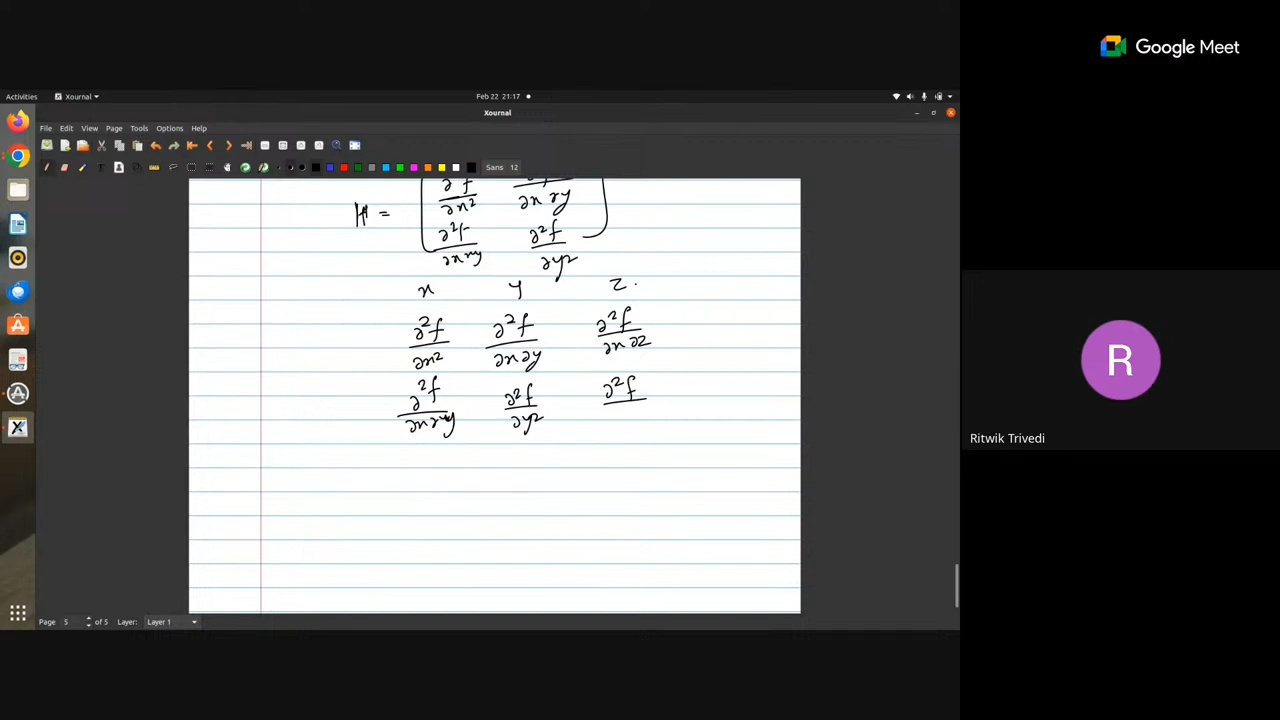 Google Meet
Activities Xournal Feb 22 21:17
Xournal
File Edit View Page Tools Options Help
Sans 12
H =
∂²f/∂x² ∂x∂y
∂²f/∂x∂y ∂²f/∂y²
x y z.
∂²f/∂x² ∂²f/∂x∂y ∂²f/∂x∂z
∂²f/∂x∂y ∂²f/∂y² ∂²f
R
Ritwik Trivedi
Page 5 of 5 Layer: Layer 1